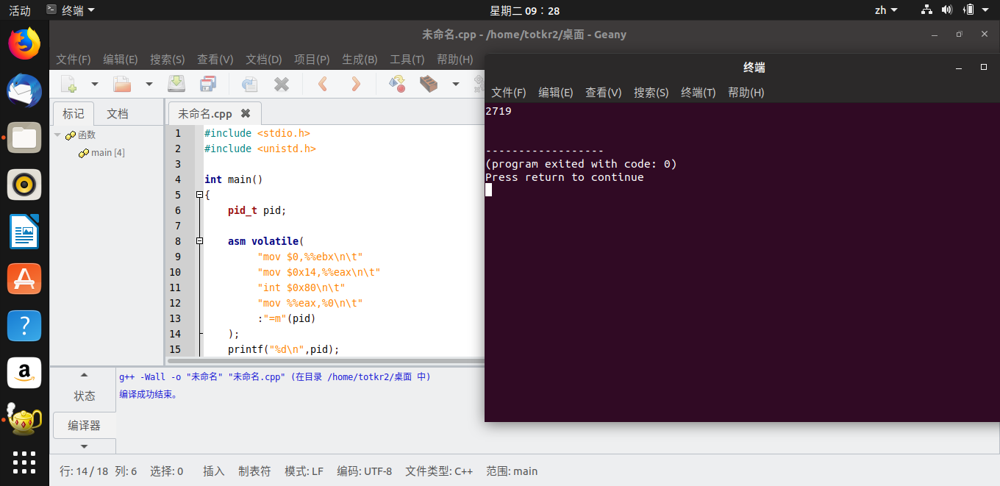 活动 终端 星期二 09：28 zh
未命名.cpp - /home/totkr2/桌面 - Geany
文件(F) 编辑(E) 搜索(S) 查看(V) 文档(D) 项目(P) 生成(B) 工具(T) 帮助(H)
标记 文档
函数
main [4]
未命名.cpp
1 #include <stdio.h>
2 #include <unistd.h>
3
4 int main()
5 {
6 pid_t pid;
7
8 asm volatile(
9 "mov $0,%%ebx\n\t"
10 "mov $0x14,%%eax\n\t"
11 "int $0x80\n\t"
12 "mov %%eax,%0\n\t"
13 :"=m"(pid)
14 );
15 printf("%d\n",pid);
终端
文件(F) 编辑(E) 查看(V) 搜索(S) 终端(T) 帮助(H)
2719
------------------
(program exited with code: 0)
Press return to continue
状态
编译器
g++ -Wall -o "未命名" "未命名.cpp" (在目录 /home/totkr2/桌面 中)
编译成功结束。
行: 14 / 18 列: 6 选择: 0 插入 制表符 模式: LF 编码: UTF-8 文件类型: C++ 范围: main